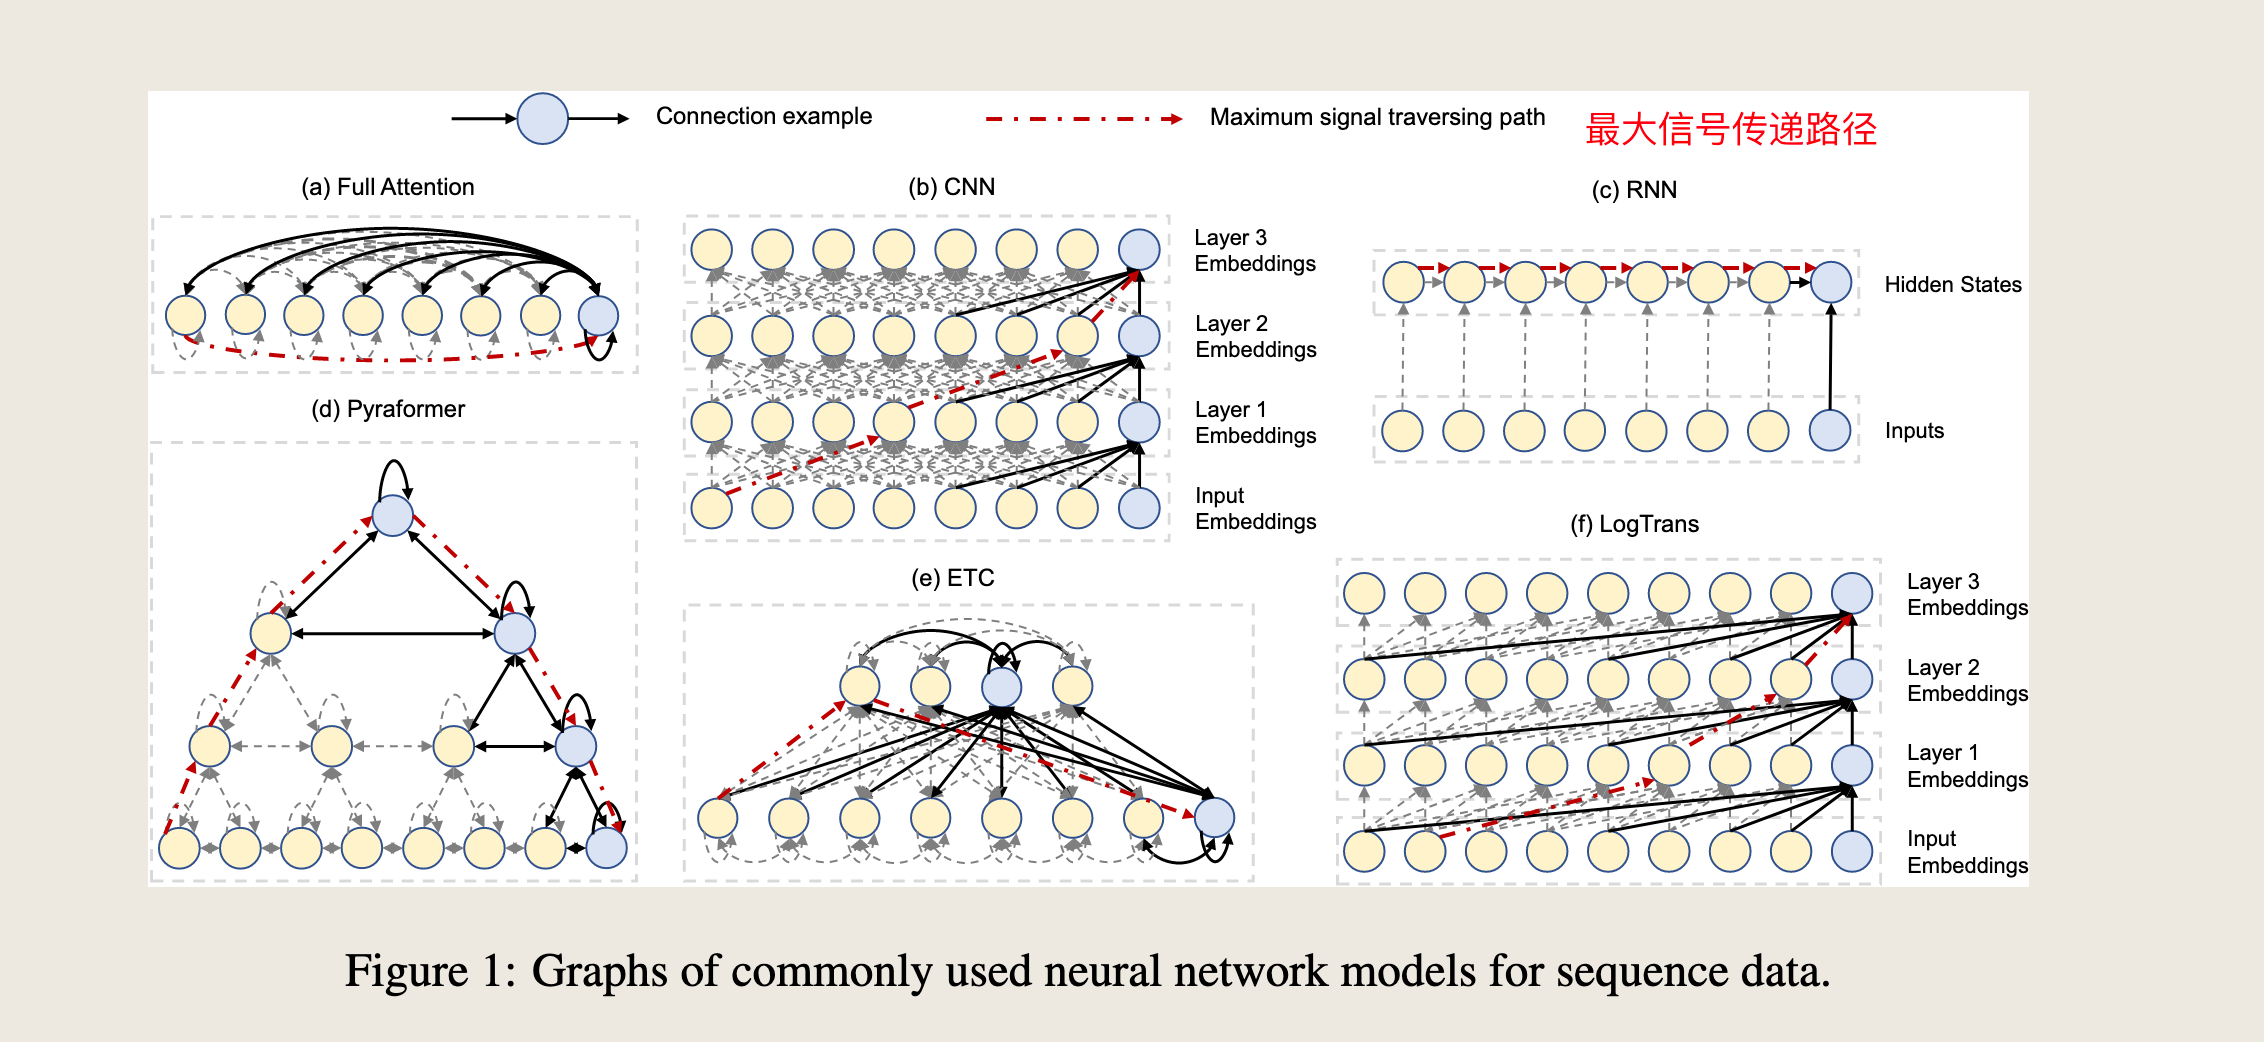 Connection example
Maximum signal traversing path
最大信号传递路径
(a) Full Attention
(b) CNN
Layer 3
Embeddings
Layer 2
Embeddings
Layer 1
Embeddings
Input
Embeddings
(c) RNN
Hidden States
Inputs
(d) Pyraformer
(e) ETC
(f) LogTrans
Layer 3
Embeddings
Layer 2
Embeddings
Layer 1
Embeddings
Input
Embeddings
Figure 1: Graphs of commonly used neural network models for sequence data.